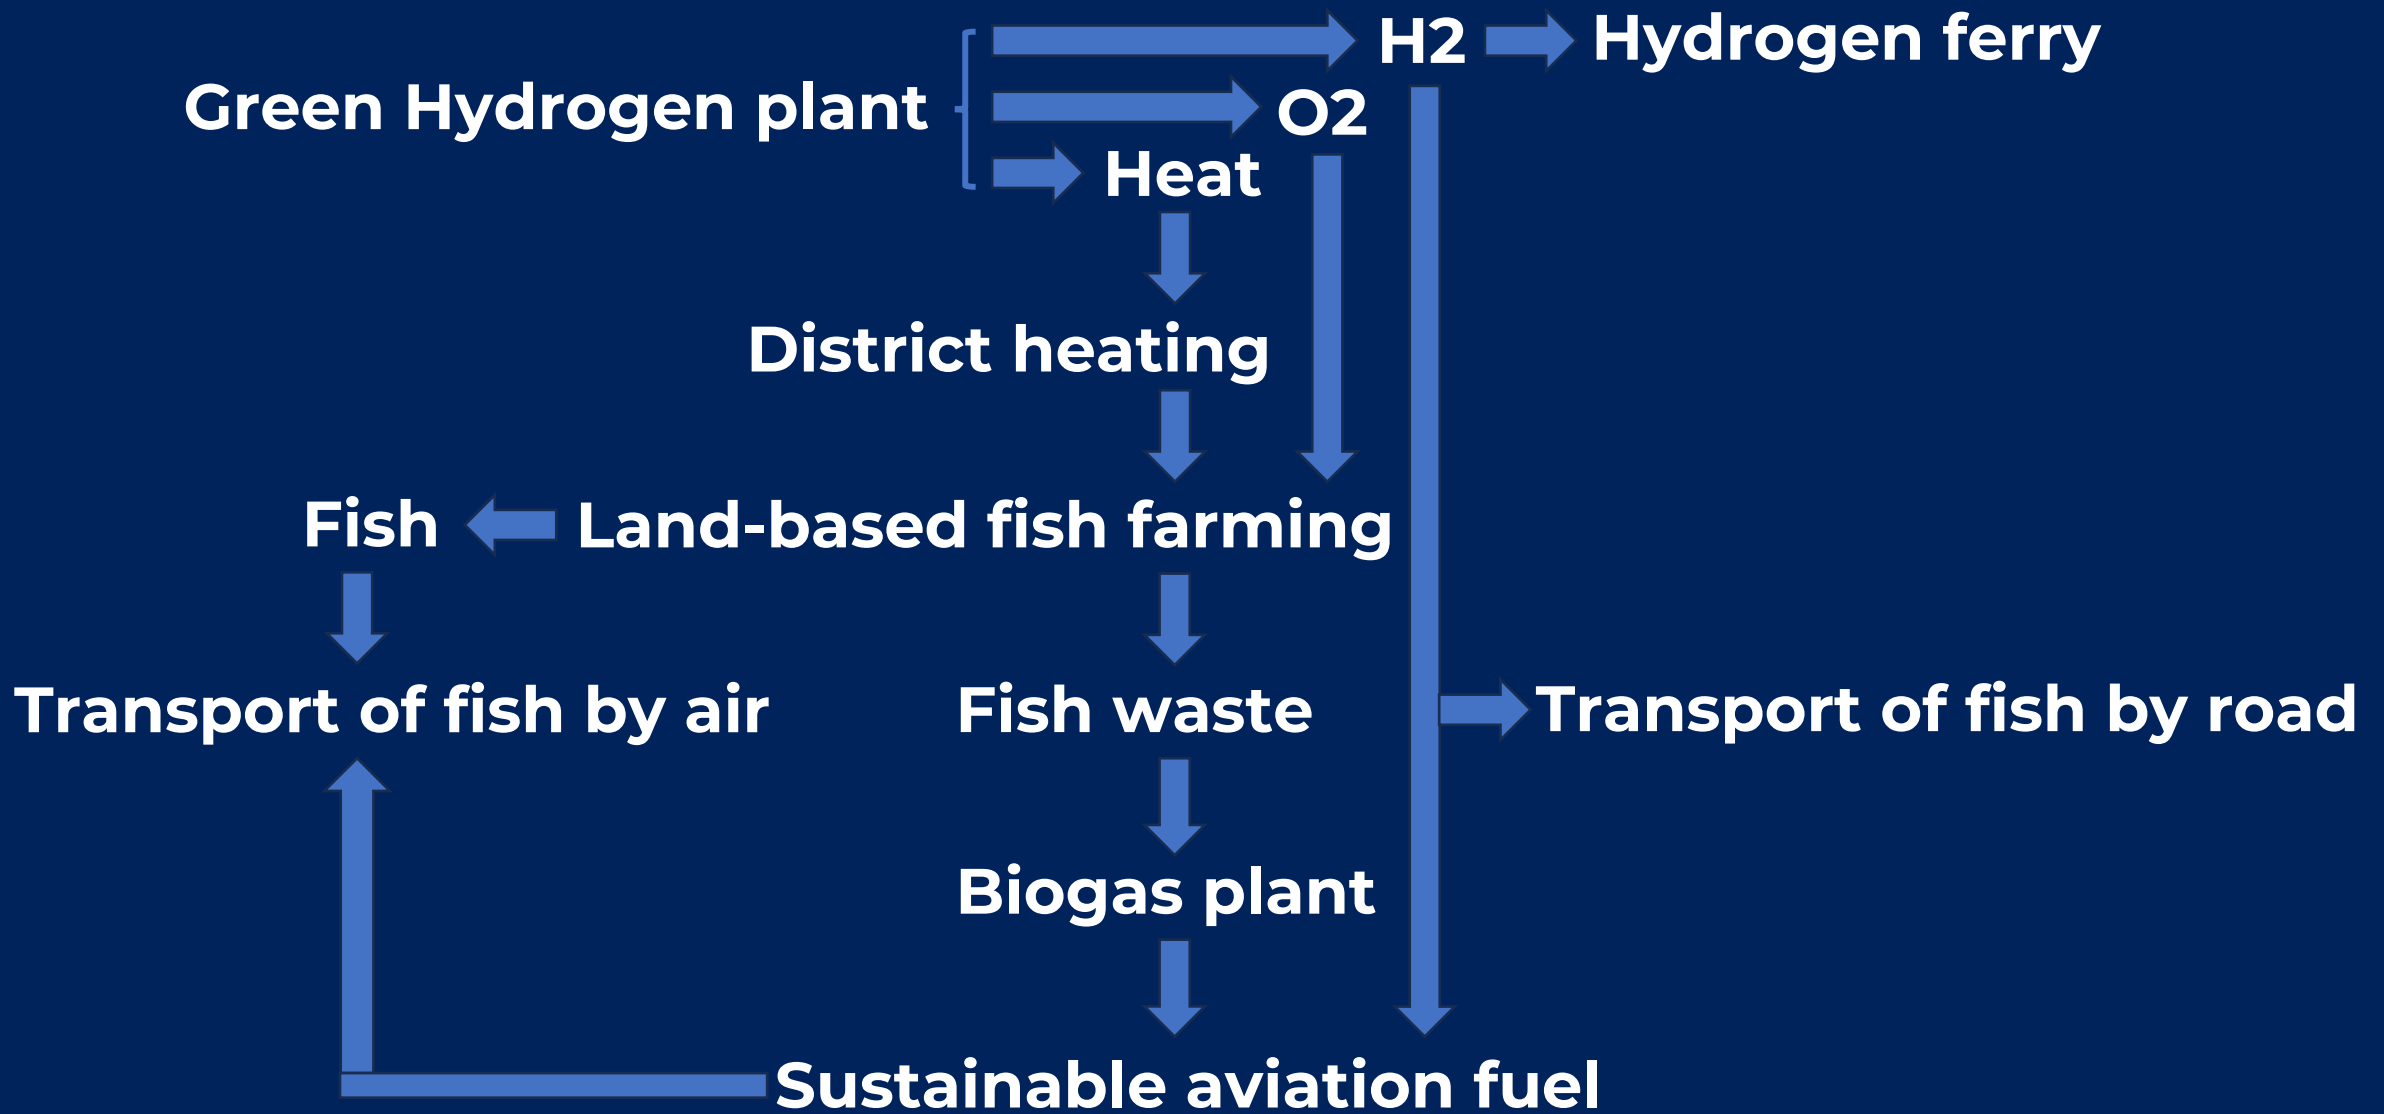 H2
Hydrogen ferry
Green Hydrogen plant
O2
Heat
District heating
Fish
Land-based fish farming
Transport of fish by air
Fish waste
Transport of fish by road
Biogas plant
Sustainable aviation fuel